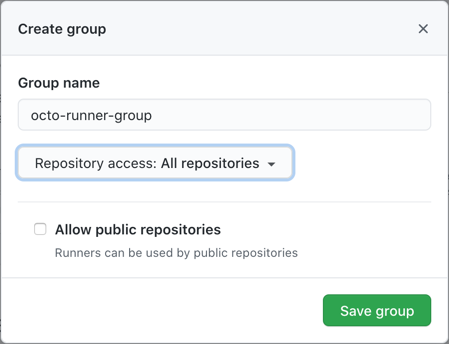 Create group
Group name
octo-runner-group
Repository access: All repositories
Allow public repositories
Runners can be used by public repositories
Save group